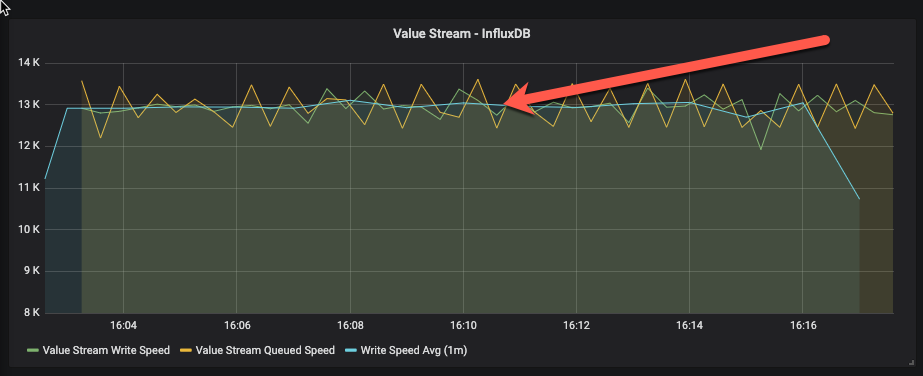 Value Stream - InfluxDB
14 K
13 K
12 K
11 K
10 K
9 K
8 K
16:04 16:06 16:08 16:10 16:12 16:14 16:16
Value Stream Write Speed Value Stream Queued Speed Write Speed Avg (1m)